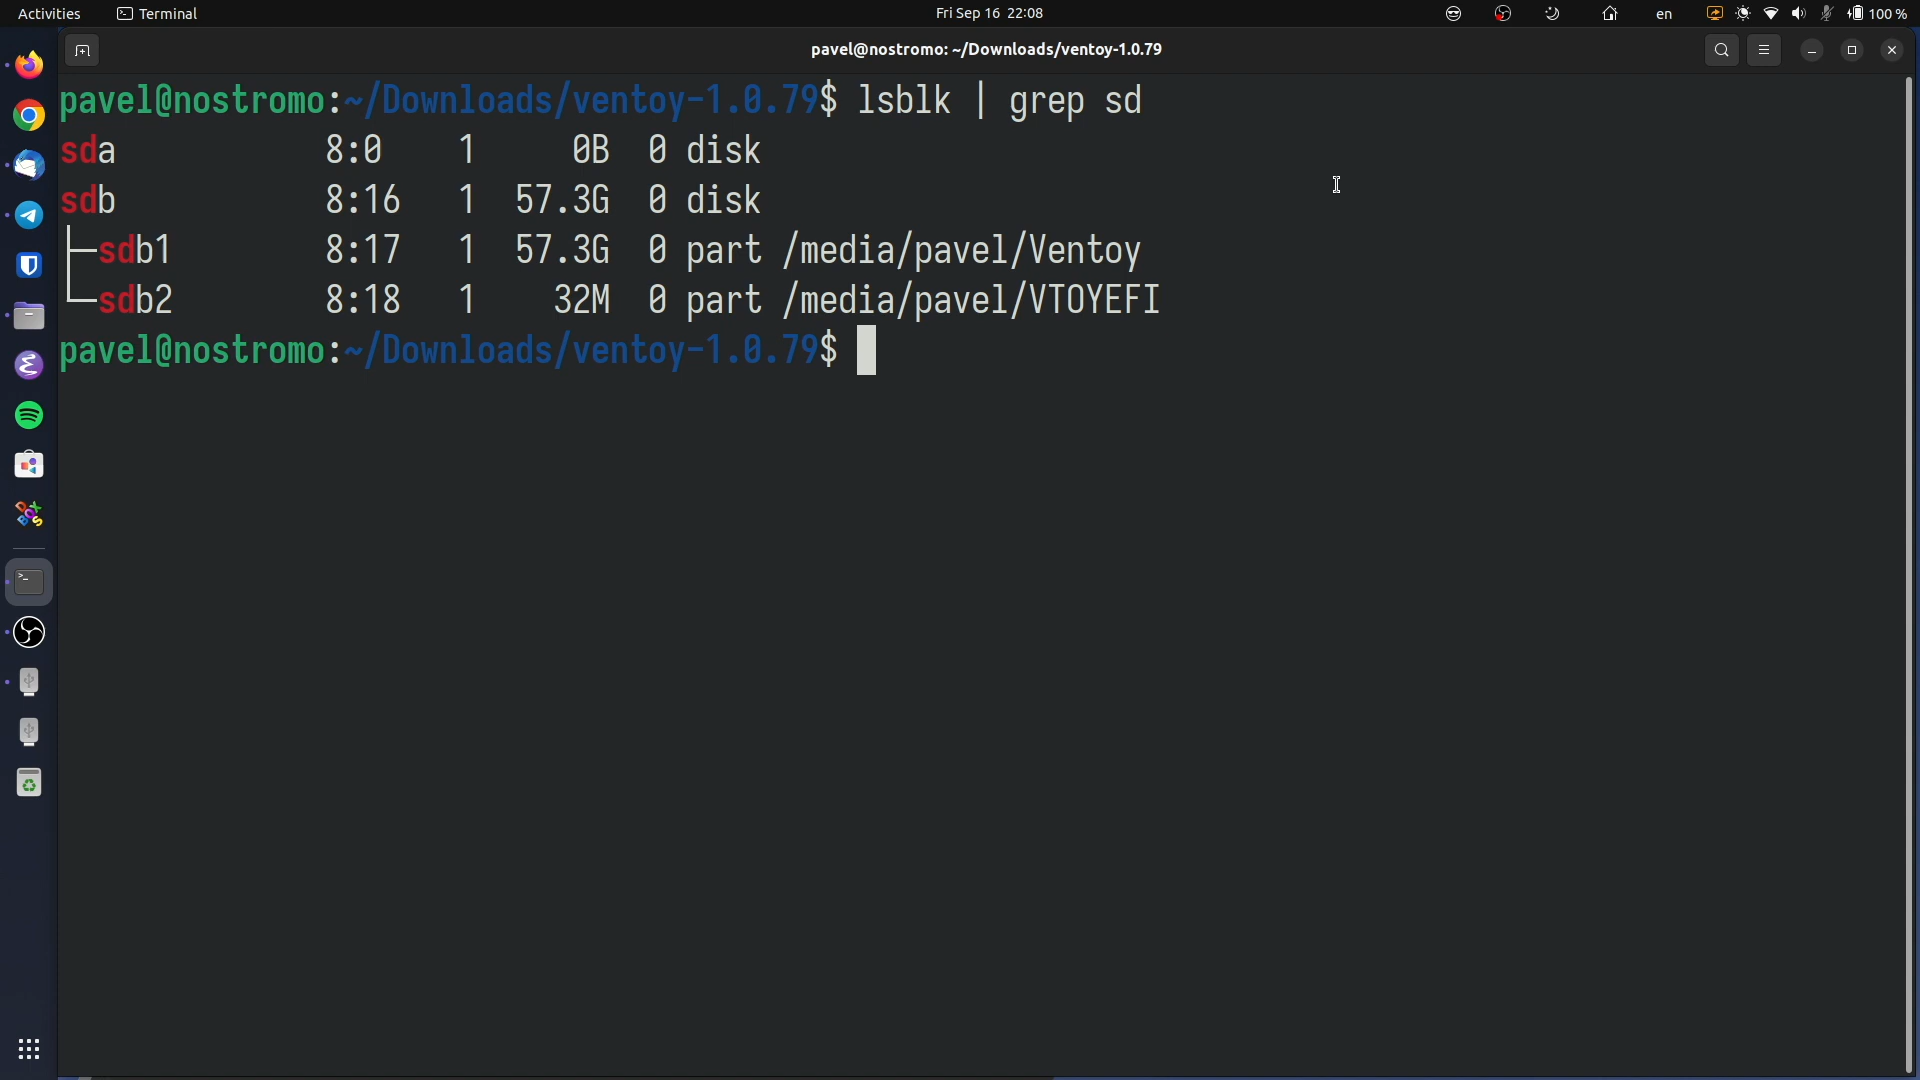 Activities Terminal Fri Sep 16 22:08 en 100 %
pavel@nostromo: ~/Downloads/ventoy-1.0.79
pavel@nostromo:~/Downloads/ventoy-1.0.79$ lsblk | grep sd
sda 8:0 1 0B 0 disk
sdb 8:16 1 57.3G 0 disk
├─sdb1 8:17 1 57.3G 0 part /media/pavel/Ventoy
└─sdb2 8:18 1 32M 0 part /media/pavel/VTOYEFI
pavel@nostromo:~/Downloads/ventoy-1.0.79$